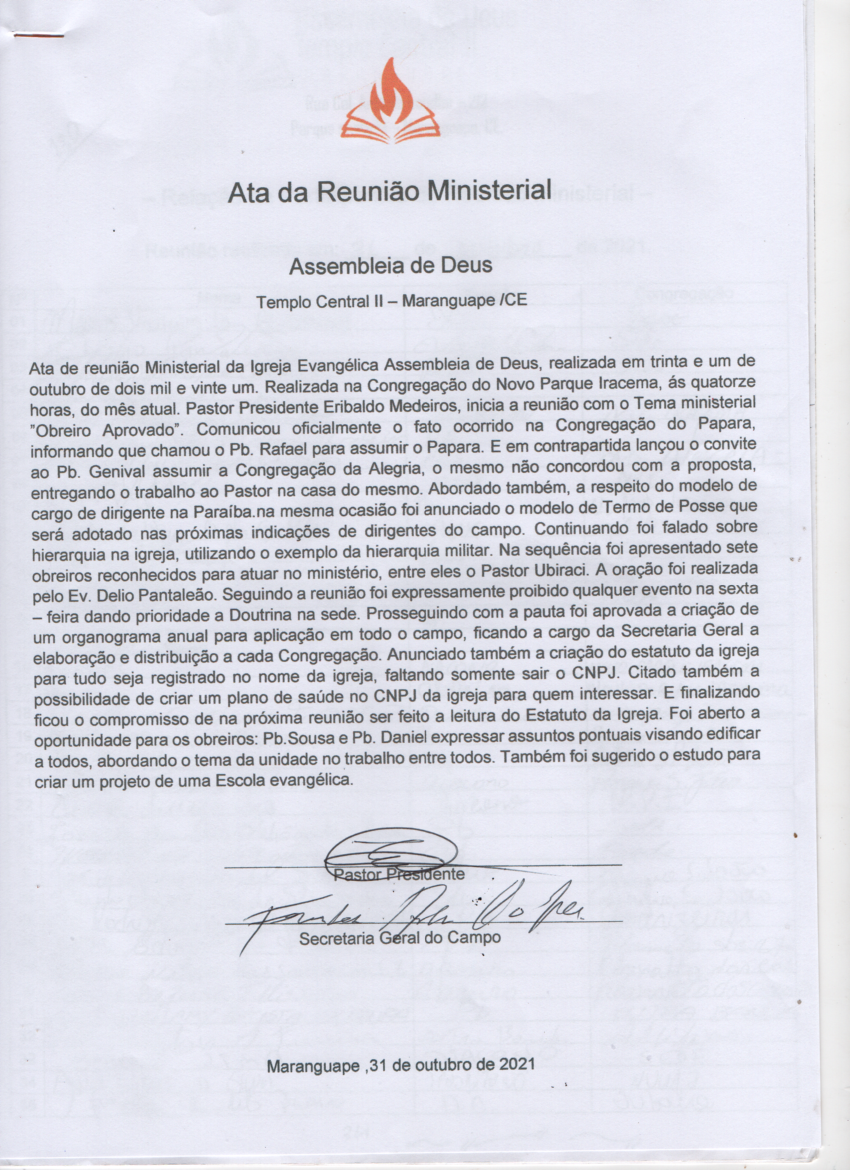 Ata da Reunião Ministerial
Assembleia de Deus
Templo Central II – Maranguape /CE
Ata de reunião Ministerial da Igreja Evangélica Assembleia de Deus, realizada em trinta e um de
outubro de dois mil e vinte um. Realizada na Congregação do Novo Parque Iracema, ás quatorze
horas, do mês atual. Pastor Presidente Eribaldo Medeiros, inicia a reunião com o Tema ministerial
"Obreiro Aprovado". Comunicou oficialmente o fato ocorrido na Congregação do Papara,
informando que chamou o Pb. Rafael para assumir o Papara. E em contrapartida lançou o convite
ao Pb. Genival assumir a Congregação da Alegria, o mesmo não concordou com a proposta,
entregando o trabalho ao Pastor na casa do mesmo. Abordado também, a respeito do modelo de
cargo de dirigente na Paraíba.na mesma ocasião foi anunciado o modelo de Termo de Posse que
será adotado nas próximas indicações de dirigentes do campo. Continuando foi falado sobre
hierarquia na igreja, utilizando o exemplo da hierarquia militar. Na sequência foi apresentado sete
obreiros reconhecidos para atuar no ministério, entre eles o Pastor Ubiraci. A oração foi realizada
pelo Ev. Delio Pantaleão. Seguindo a reunião foi expressamente proibido qualquer evento na sexta
– feira dando prioridade a Doutrina na sede. Prosseguindo com a pauta foi aprovada a criação de
um organograma anual para aplicação em todo o campo, ficando a cargo da Secretaria Geral a
elaboração e distribuição a cada Congregação. Anunciado também a criação do estatuto da igreja
para tudo seja registrado no nome da igreja, faltando somente sair o CNPJ. Citado também a
possibilidade de criar um plano de saúde no CNPJ da igreja para quem interessar. E finalizando
ficou o compromisso de na próxima reunião ser feito a leitura do Estatuto da Igreja. Foi aberto a
oportunidade para os obreiros: Pb.Sousa e Pb. Daniel expressar assuntos pontuais visando edificar
a todos, abordando o tema da unidade no trabalho entre todos. Também foi sugerido o estudo para
criar um projeto de uma Escola evangélica.
Pastor Presidente
Secretaria Geral do Campo
Maranguape ,31 de outubro de 2021